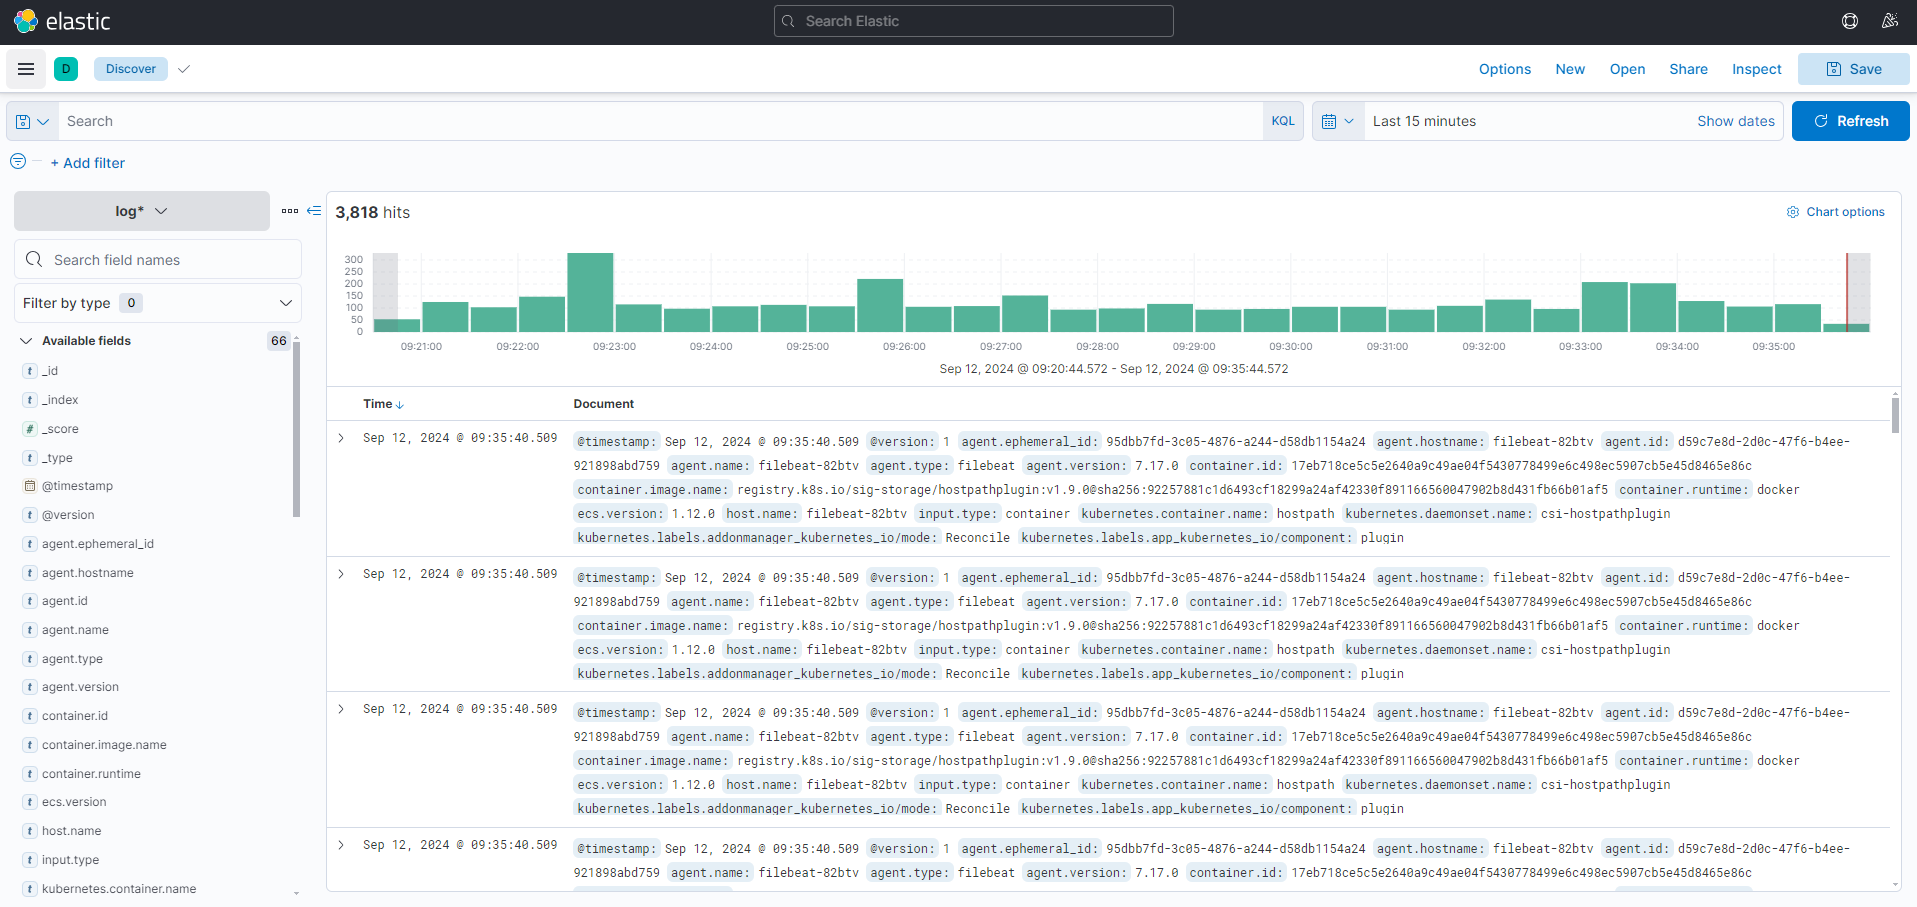 elastic
Search Elastic
D
Discover
Options
New
Open
Share
Inspect
Save
Search
KQL
Last 15 minutes
Show dates
Refresh
+ Add filter
log*
3,818 hits
Chart options
Search field names
Filter by type 0
Available fields
66
t _id
t _index
# _score
t _type
@timestamp
t @version
t agent.ephemeral_id
t agent.hostname
t agent.id
t agent.name
t agent.type
t agent.version
t container.id
t container.image.name
t container.runtime
t ecs.version
t host.name
t input.type
t kubernetes.container.name
300
250
200
150
100
50
0
09:21:00 09:22:00 09:23:00 09:24:00 09:25:00 09:26:00 09:27:00 09:28:00 09:29:00 09:30:00 09:31:00 09:32:00 09:33:00 09:34:00 09:35:00
Sep 12, 2024 @ 09:20:44.572 - Sep 12, 2024 @ 09:35:44.572
Time Document
Sep 12, 2024 @ 09:35:40.509
@timestamp: Sep 12, 2024 @ 09:35:40.509 @version: 1 agent.ephemeral_id: 95dbb7fd-3c05-4876-a244-d58db1154a24 agent.hostname: filebeat-82btv agent.id: d59c7e8d-2d0c-47f6-b4ee-
921898abd759 agent.name: filebeat-82btv agent.type: filebeat agent.version: 7.17.0 container.id: 17eb718ce5c5e2640a9c49ae04f5430778499e6c498ec5907cb5e45d8465e86c
container.image.name: registry.k8s.io/sig-storage/hostpathplugin:v1.9.0@sha256:92257881c1d6493cf18299a24af42330f891166560047902b8d431fb66b01af5 container.runtime: docker
ecs.version: 1.12.0 host.name: filebeat-82btv input.type: container kubernetes.container.name: hostpath kubernetes.daemonset.name: csi-hostpathplugin
kubernetes.labels.addonmanager_kubernetes_io/mode: Reconcile kubernetes.labels.app_kubernetes_io/component: plugin
Sep 12, 2024 @ 09:35:40.509
@timestamp: Sep 12, 2024 @ 09:35:40.509 @version: 1 agent.ephemeral_id: 95dbb7fd-3c05-4876-a244-d58db1154a24 agent.hostname: filebeat-82btv agent.id: d59c7e8d-2d0c-47f6-b4ee-
921898abd759 agent.name: filebeat-82btv agent.type: filebeat agent.version: 7.17.0 container.id: 17eb718ce5c5e2640a9c49ae04f5430778499e6c498ec5907cb5e45d8465e86c
container.image.name: registry.k8s.io/sig-storage/hostpathplugin:v1.9.0@sha256:92257881c1d6493cf18299a24af42330f891166560047902b8d431fb66b01af5 container.runtime: docker
ecs.version: 1.12.0 host.name: filebeat-82btv input.type: container kubernetes.container.name: hostpath kubernetes.daemonset.name: csi-hostpathplugin
kubernetes.labels.addonmanager_kubernetes_io/mode: Reconcile kubernetes.labels.app_kubernetes_io/component: plugin
Sep 12, 2024 @ 09:35:40.509
@timestamp: Sep 12, 2024 @ 09:35:40.509 @version: 1 agent.ephemeral_id: 95dbb7fd-3c05-4876-a244-d58db1154a24 agent.hostname: filebeat-82btv agent.id: d59c7e8d-2d0c-47f6-b4ee-
921898abd759 agent.name: filebeat-82btv agent.type: filebeat agent.version: 7.17.0 container.id: 17eb718ce5c5e2640a9c49ae04f5430778499e6c498ec5907cb5e45d8465e86c
container.image.name: registry.k8s.io/sig-storage/hostpathplugin:v1.9.0@sha256:92257881c1d6493cf18299a24af42330f891166560047902b8d431fb66b01af5 container.runtime: docker
ecs.version: 1.12.0 host.name: filebeat-82btv input.type: container kubernetes.container.name: hostpath kubernetes.daemonset.name: csi-hostpathplugin
kubernetes.labels.addonmanager_kubernetes_io/mode: Reconcile kubernetes.labels.app_kubernetes_io/component: plugin
Sep 12, 2024 @ 09:35:40.509
@timestamp: Sep 12, 2024 @ 09:35:40.509 @version: 1 agent.ephemeral_id: 95dbb7fd-3c05-4876-a244-d58db1154a24 agent.hostname: filebeat-82btv agent.id: d59c7e8d-2d0c-47f6-b4ee-
921898abd759 agent.name: filebeat-82btv agent.type: filebeat agent.version: 7.17.0 container.id: 17eb718ce5c5e2640a9c49ae04f5430778499e6c498ec5907cb5e45d8465e86c